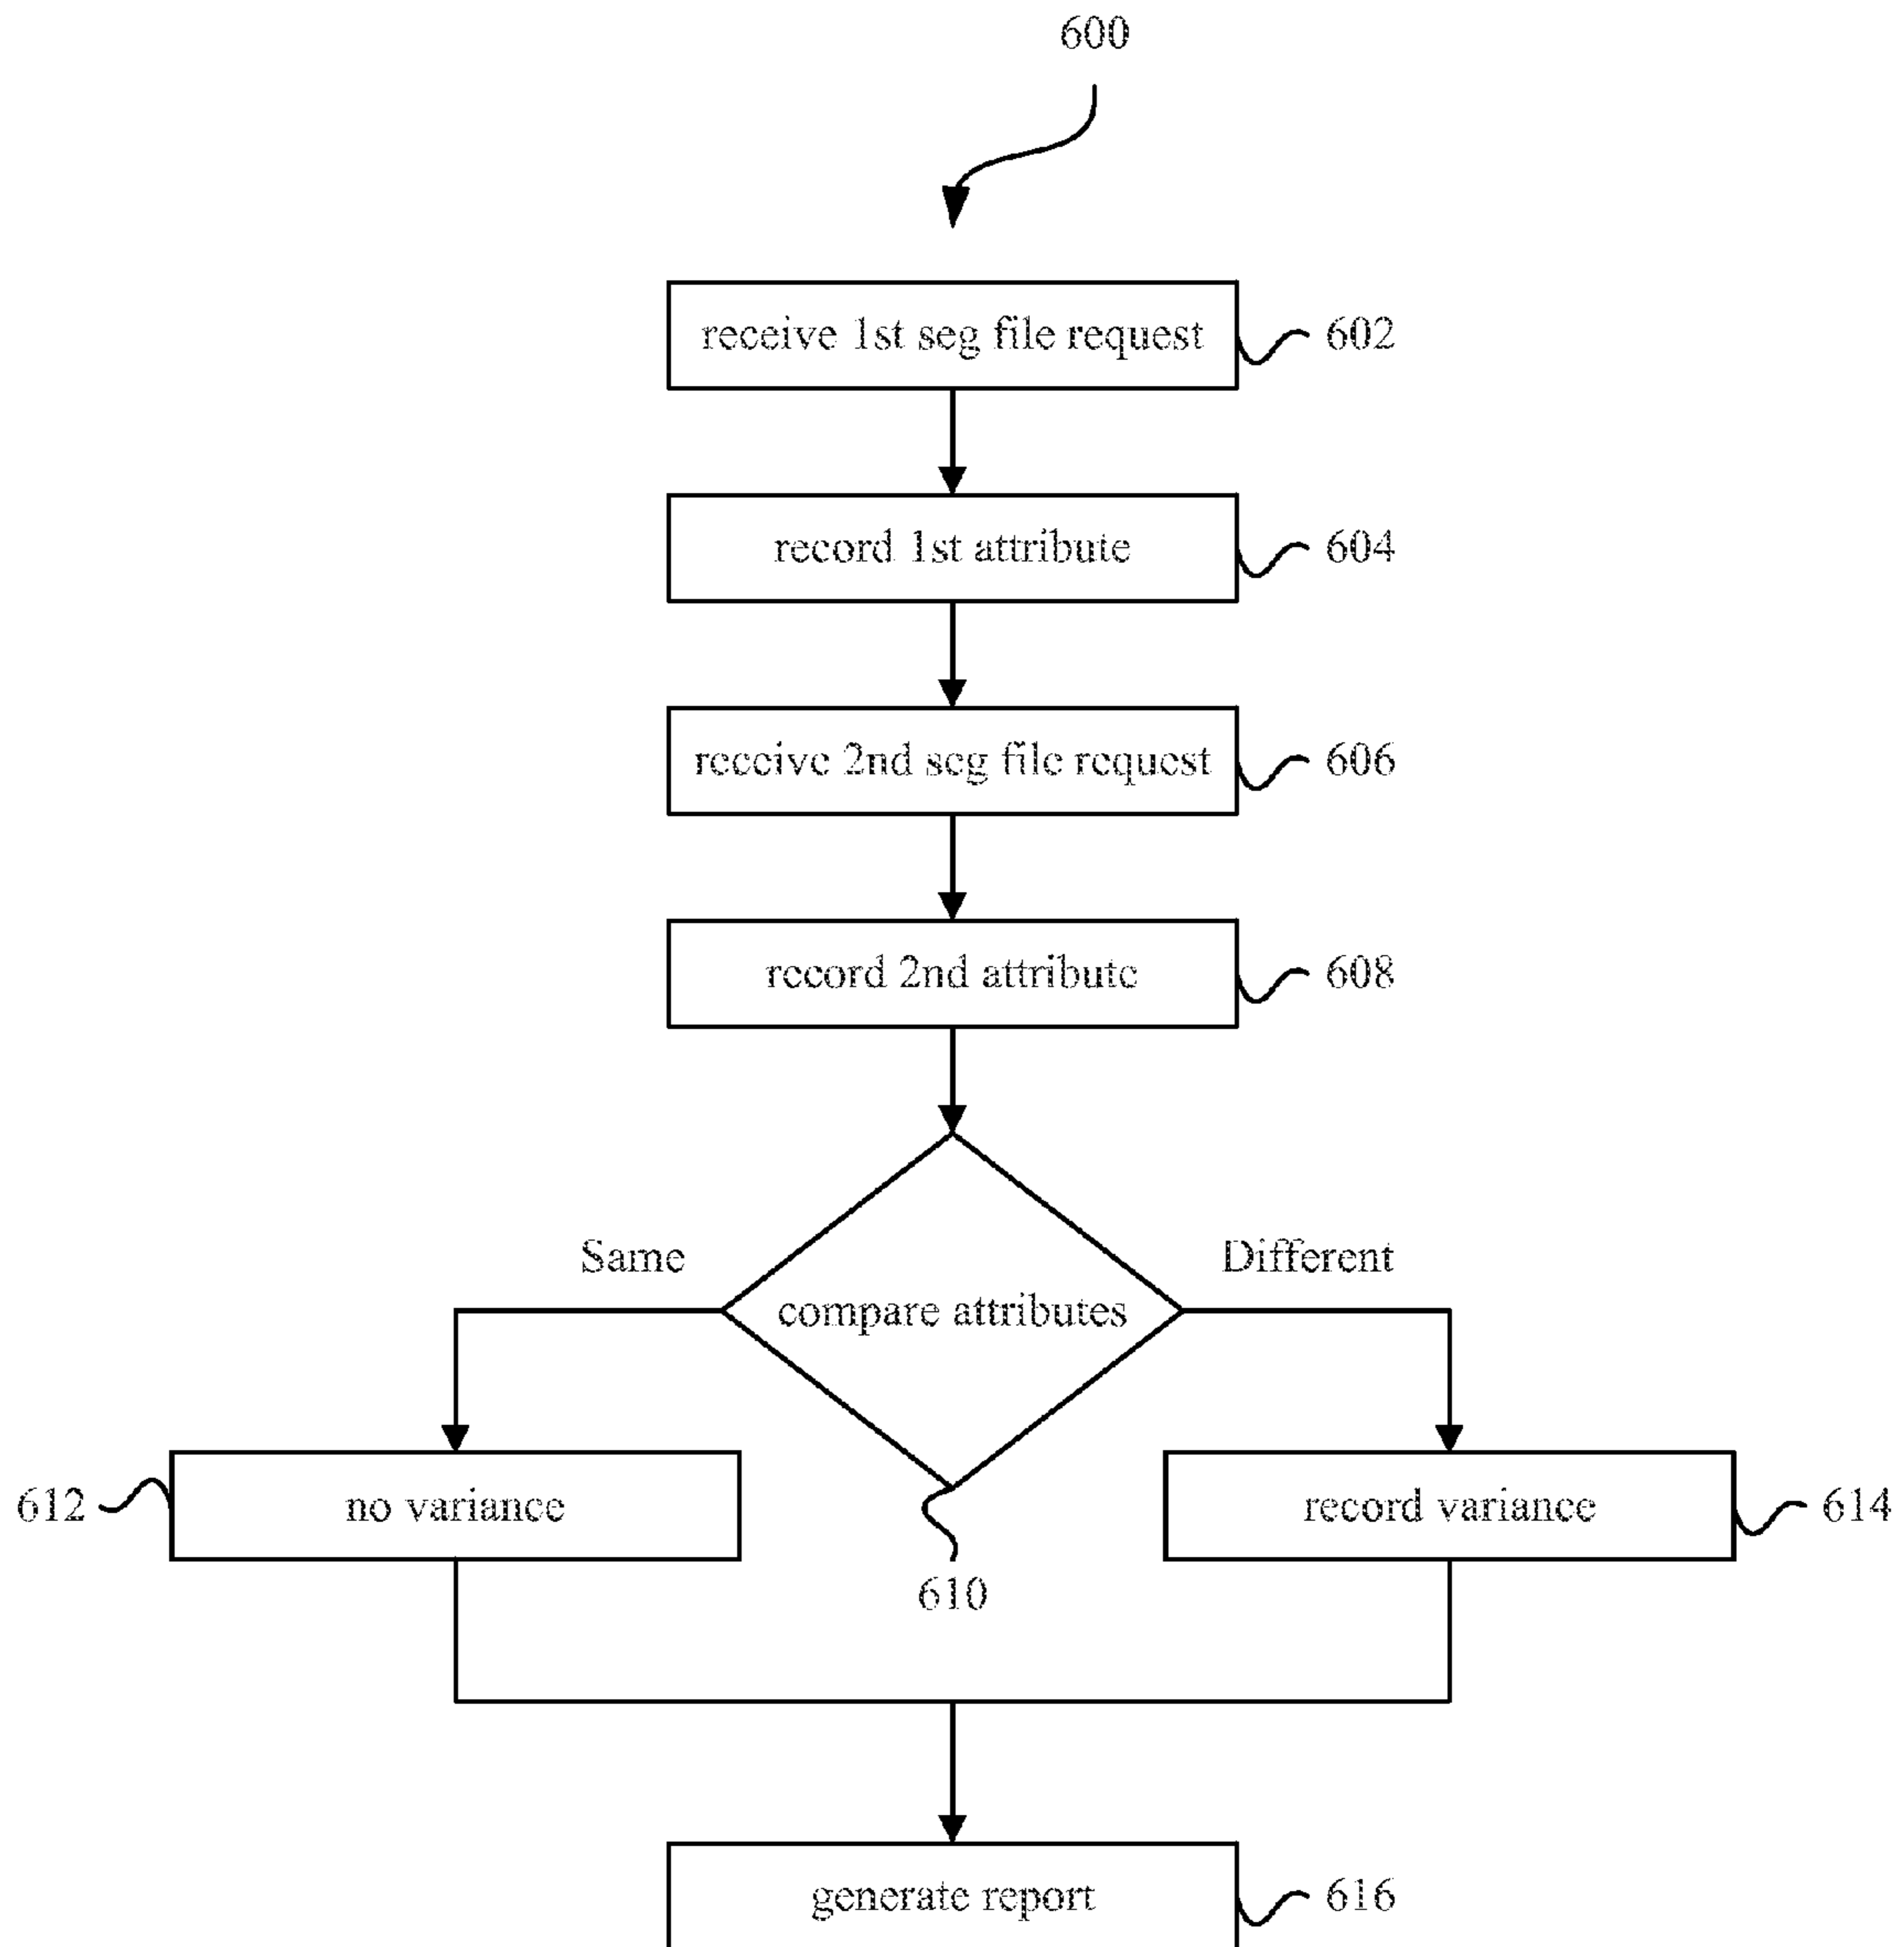 600
receive 1st seg file request
602
record 1st attribute
604
receive 2nd seg file request
606
record 2nd attribute
608
Same
Different
compare attributes
612
no variance
record variance
614
610
generate report
616